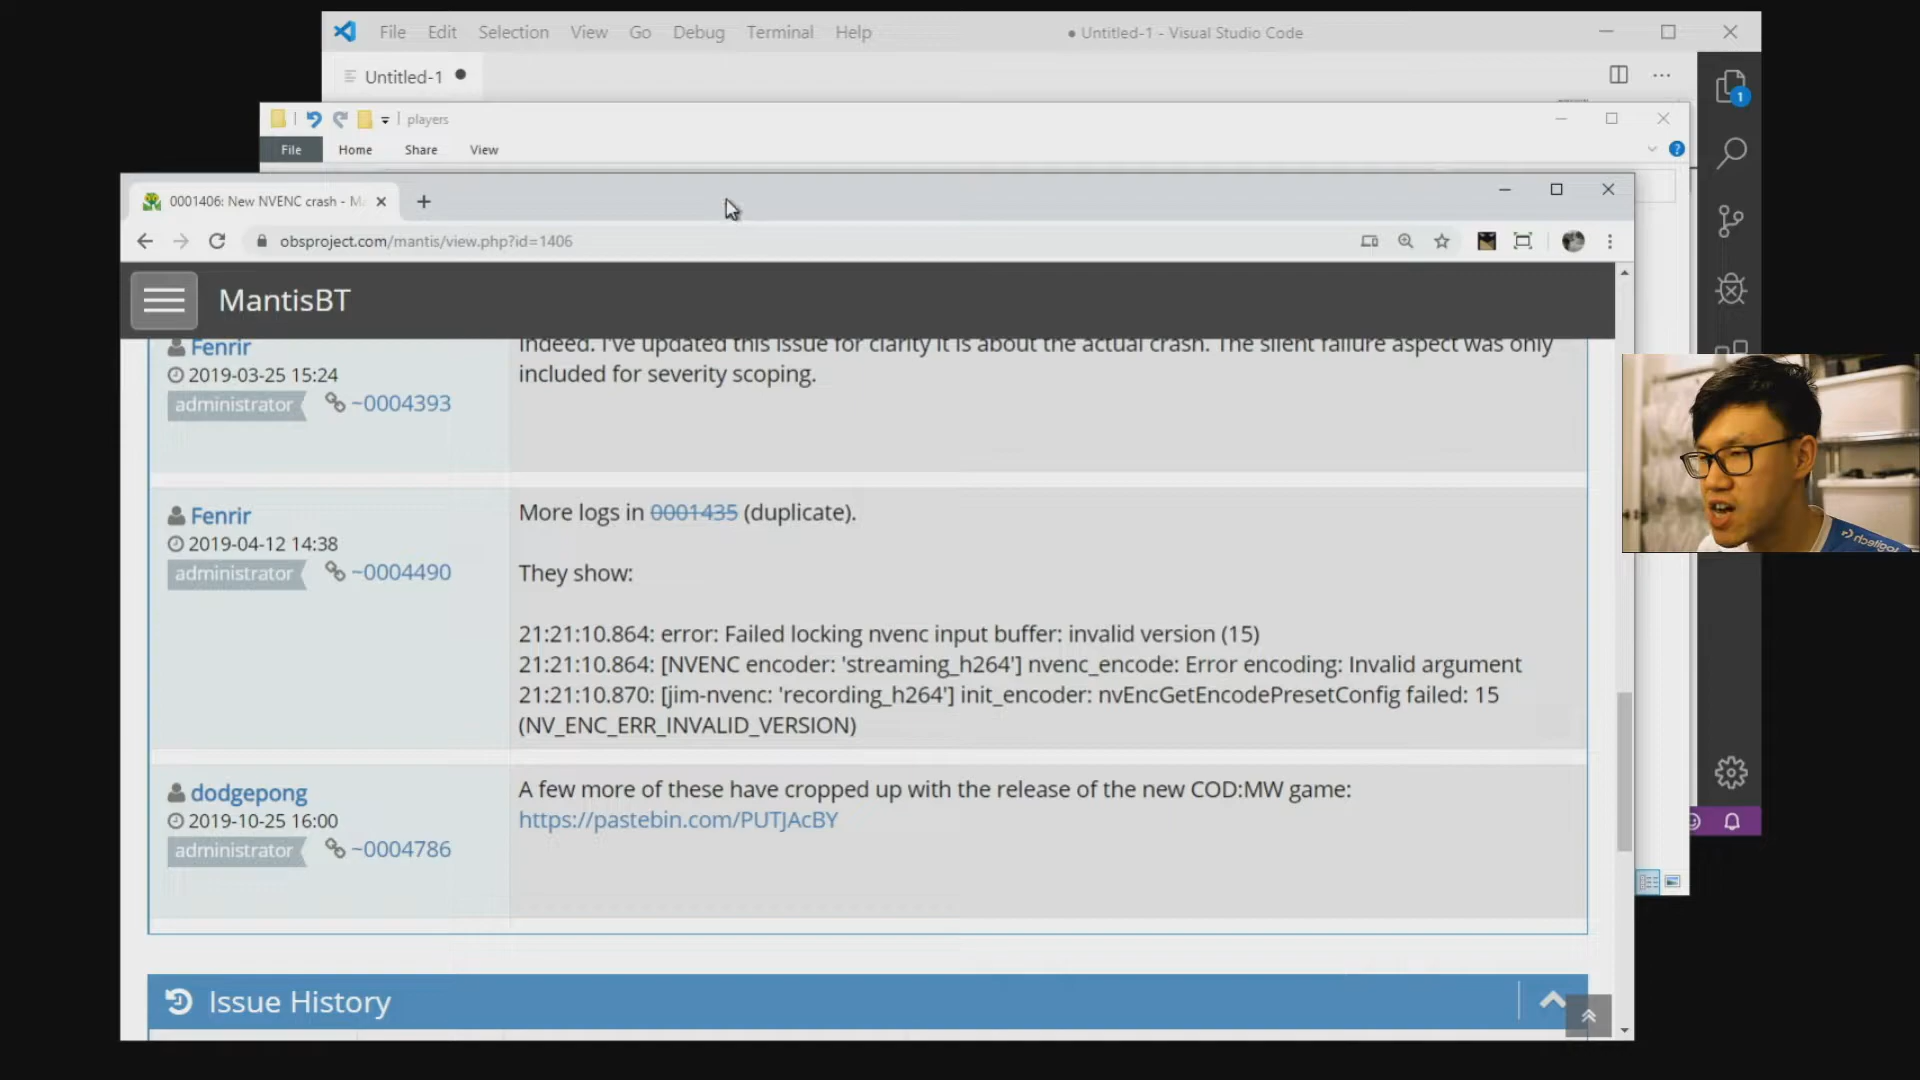 File Edit Selection View Go Debug Terminal Help
● Untitled-1 - Visual Studio Code
Untitled-1
1
players
File Home Share View
0001406: New NVENC crash - M
obsproject.com/mantis/view.php?id=1406
MantisBT
Fenrir
2019-03-25 15:24
administrator ~0004393
Indeed. I've updated this issue for clarity it is about the actual crash. The silent failure aspect was only
included for severity scoping.
Fenrir
2019-04-12 14:38
administrator ~0004490
More logs in 0001435 (duplicate).
They show:
21:21:10.864: error: Failed locking nvenc input buffer: invalid version (15)
21:21:10.864: [NVENC encoder: 'streaming_h264'] nvenc_encode: Error encoding: Invalid argument
21:21:10.870: [jim-nvenc: 'recording_h264'] init_encoder: nvEncGetEncodePresetConfig failed: 15
(NV_ENC_ERR_INVALID_VERSION)
dodgepong
2019-10-25 16:00
administrator ~0004786
A few more of these have cropped up with the release of the new COD:MW game:
https://pastebin.com/PUTJAcBY
Issue History